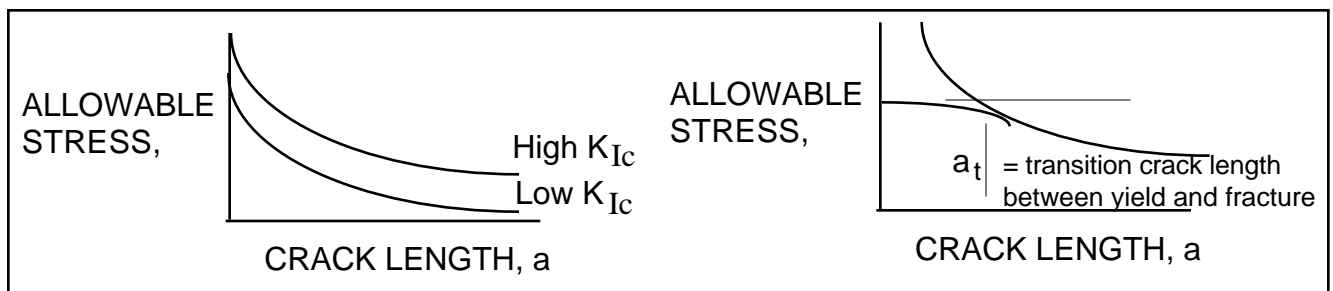 ALLOWABLE
STRESS,
High K_Ic
Low K_Ic
CRACK LENGTH, a
ALLOWABLE
STRESS,
a_t = transition crack length
between yield and fracture
CRACK LENGTH, a